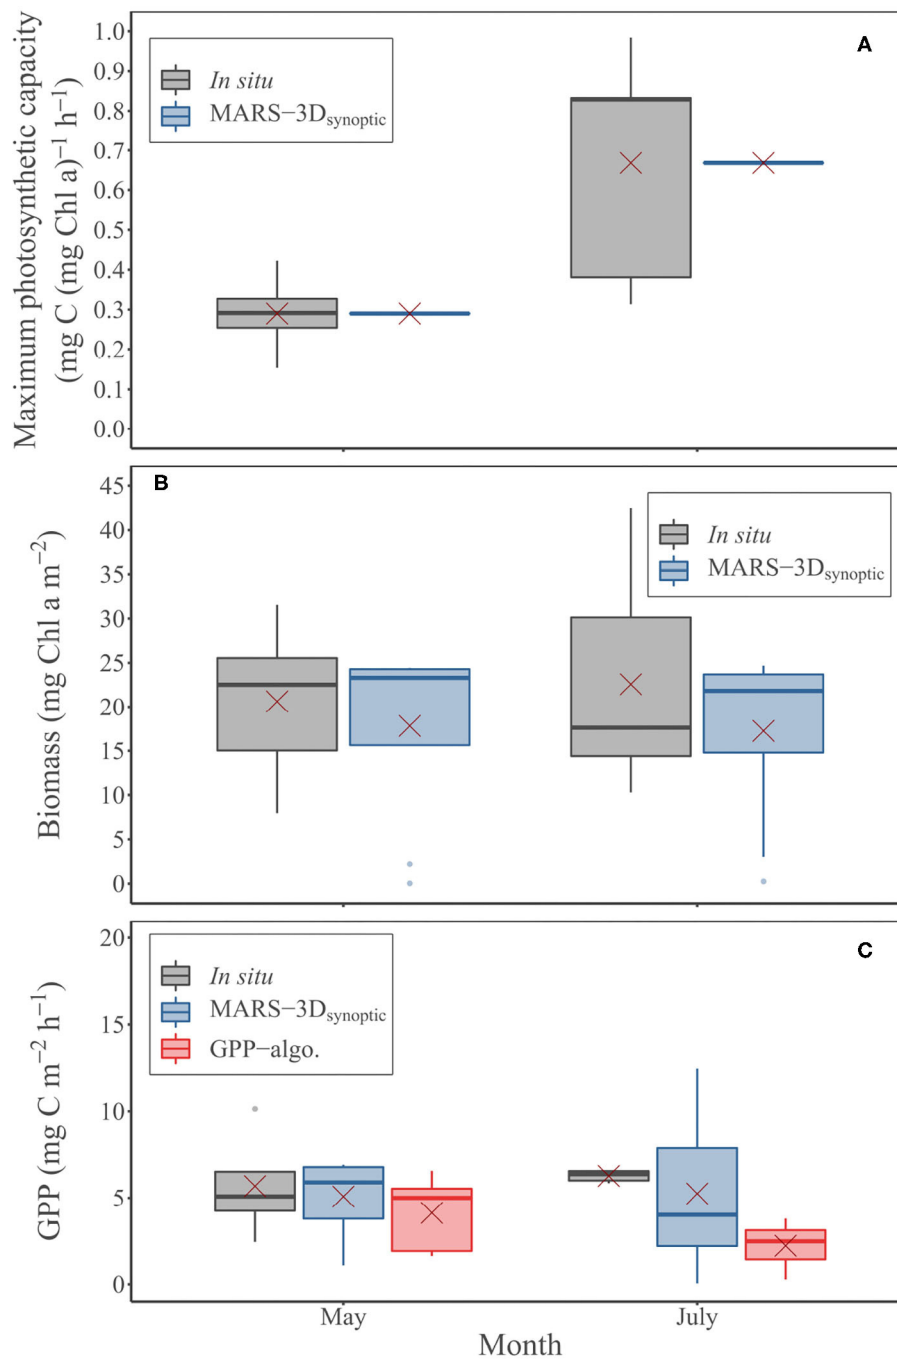 Maximum photosynthetic capacity
(mg C (mg Chl a)⁻¹ h⁻¹)
1.0
0.9
0.8
0.7
0.6
0.5
0.4
0.3
0.2
0.1
0.0
In situ
MARS−3Dsynoptic
A
Biomass (mg Chl a m⁻²)
45
40
35
30
25
20
15
10
5
0
B
In situ
MARS−3Dsynoptic
GPP (mg C m⁻² h⁻¹)
20
15
10
5
0
In situ
MARS−3Dsynoptic
GPP−algo.
C
May
July
Month